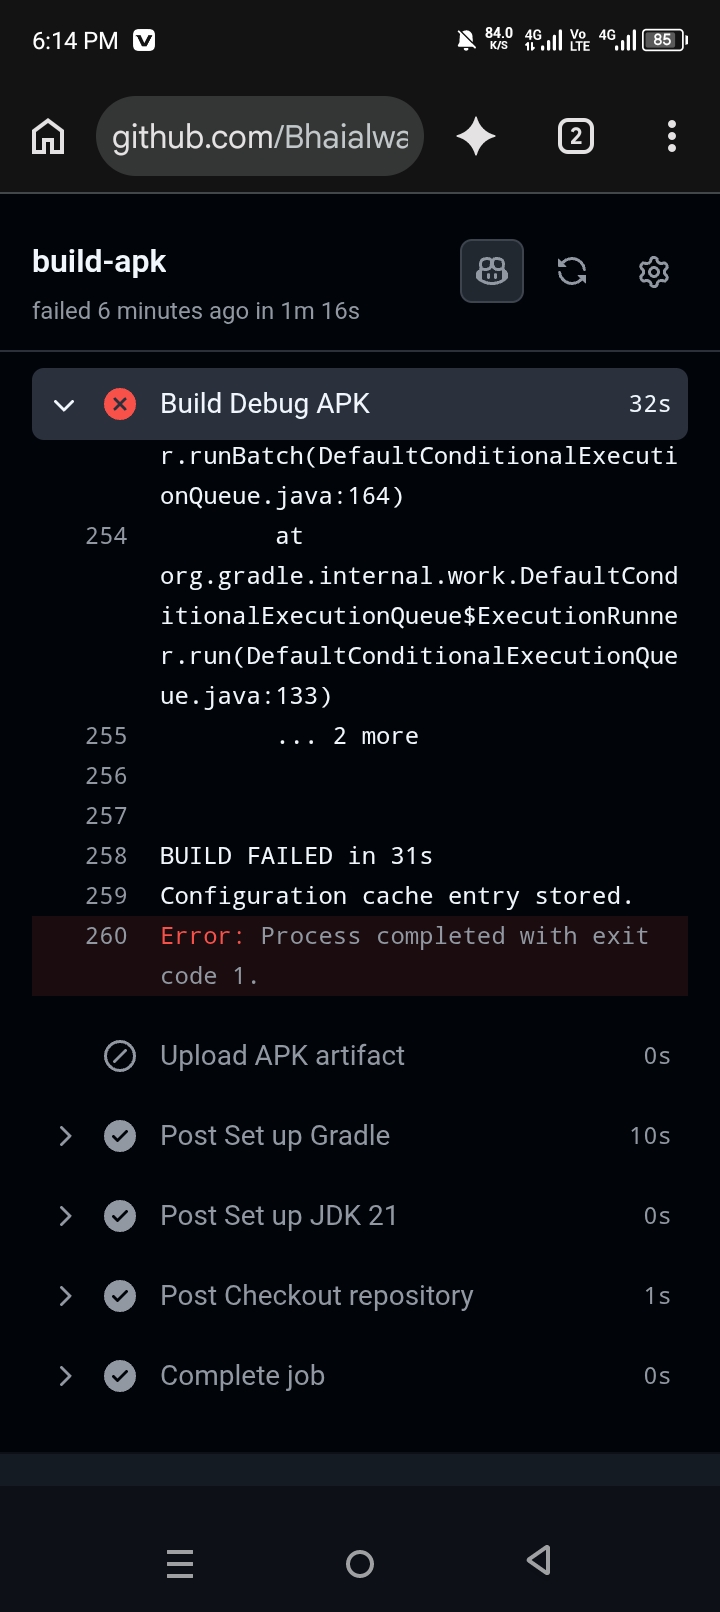 6:14 PM
84.0
K/S
4G
Vo
LTE
4G
85
github.com/Bhaialwa
2
build-apk
failed 6 minutes ago in 1m 16s
Build Debug APK 32s
r.runBatch(DefaultConditionalExecuti
onQueue.java:164)
254 at
org.gradle.internal.work.DefaultCond
itionalExecutionQueue$ExecutionRunne
r.run(DefaultConditionalExecutionQue
ue.java:133)
255 ... 2 more
256
257
258 BUILD FAILED in 31s
259 Configuration cache entry stored.
260 Error: Process completed with exit
code 1.
Upload APK artifact 0s
Post Set up Gradle 10s
Post Set up JDK 21 0s
Post Checkout repository 1s
Complete job 0s